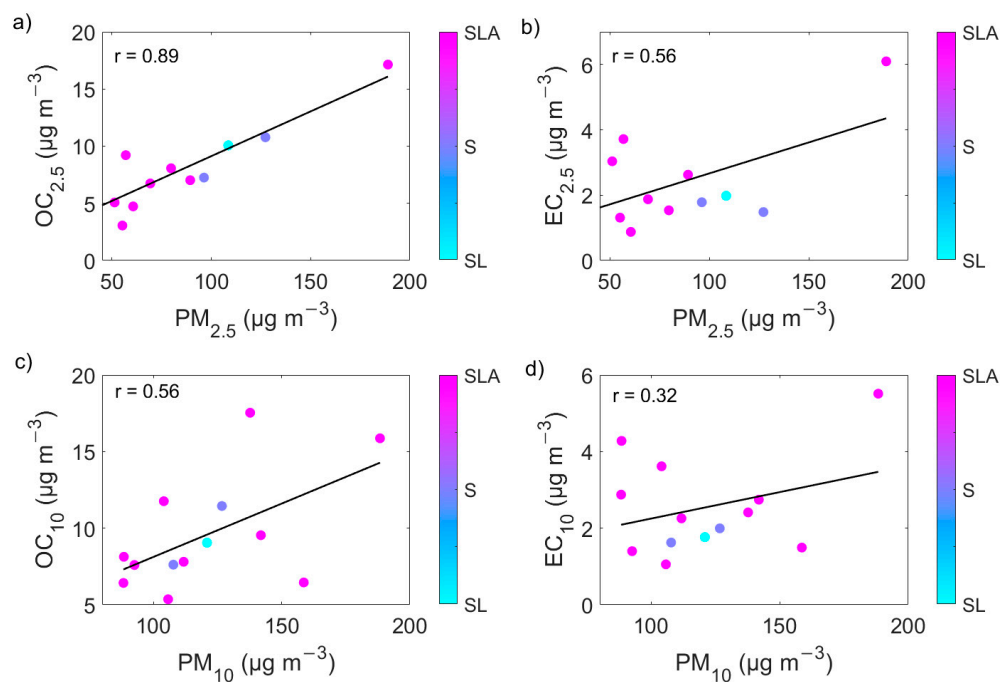 a)
r = 0.89
20
15
10
5
0
50
100
150
200
OC2.5 (µg m−3)
PM2.5 (µg m−3)
SLA
S
SL
b)
r = 0.56
6
4
2
0
50
100
150
200
EC2.5 (µg m−3)
PM2.5 (µg m−3)
SLA
S
SL
c)
r = 0.56
20
15
10
5
100
150
200
OC10 (µg m−3)
PM10 (µg m−3)
SLA
S
SL
d)
r = 0.32
6
4
2
0
100
150
200
EC10 (µg m−3)
PM10 (µg m−3)
SLA
S
SL